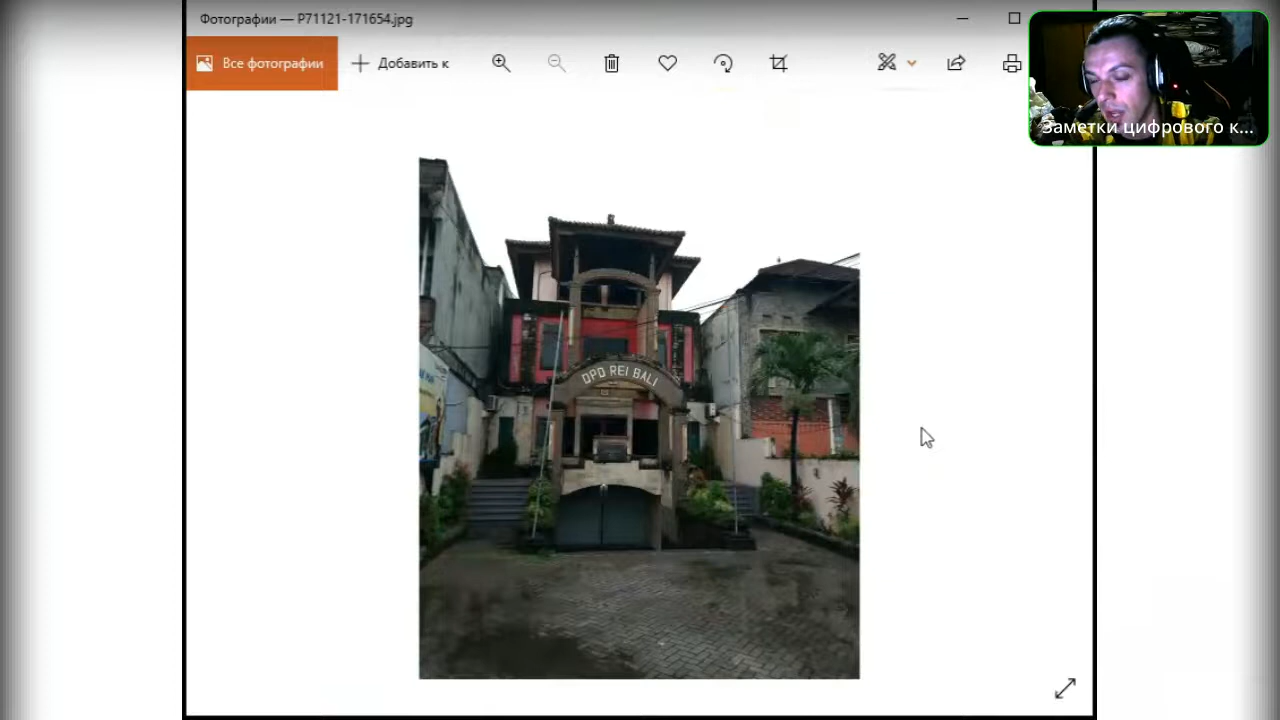 Фотографии — P71121-171654.jpg
Все фотографии
Добавить к
Заметки цифрового к...
DPD REI BALI